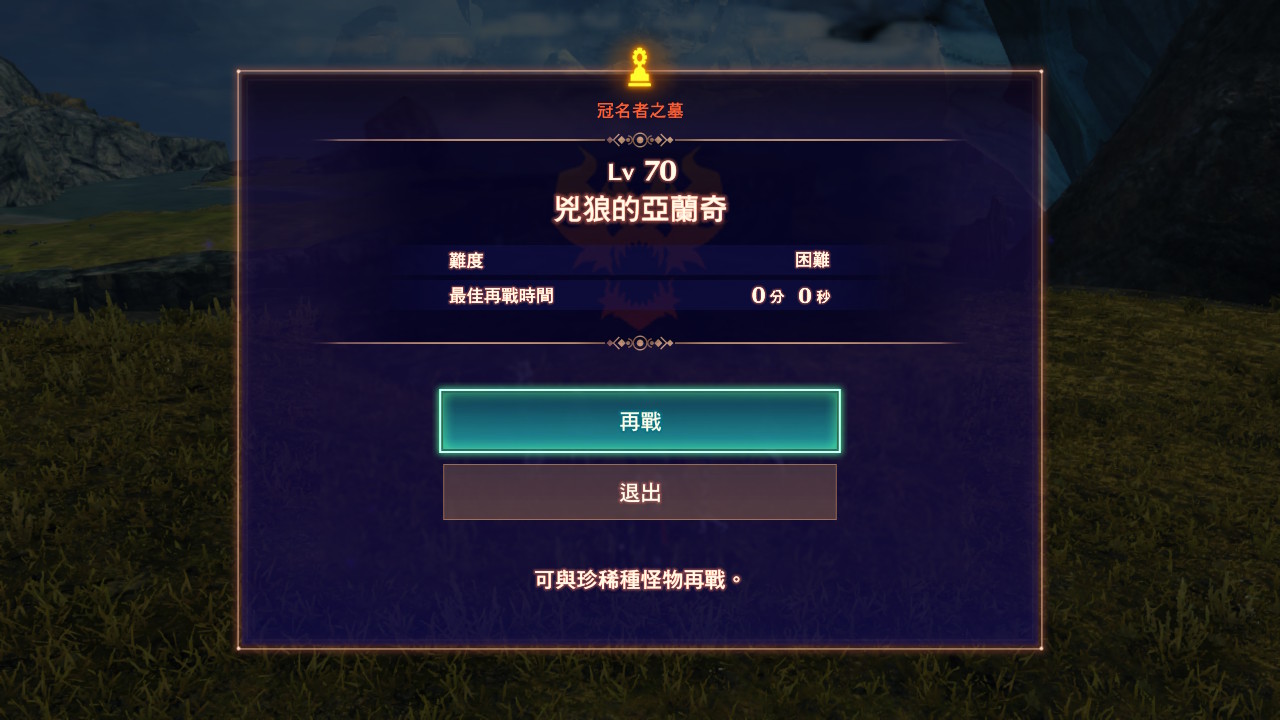 冠名者之墓
Lv 70
兇狼的亞蘭奇
難度 困難
最佳再戰時間 0分 0秒
再戰
退出
可與珍稀種怪物再戰。